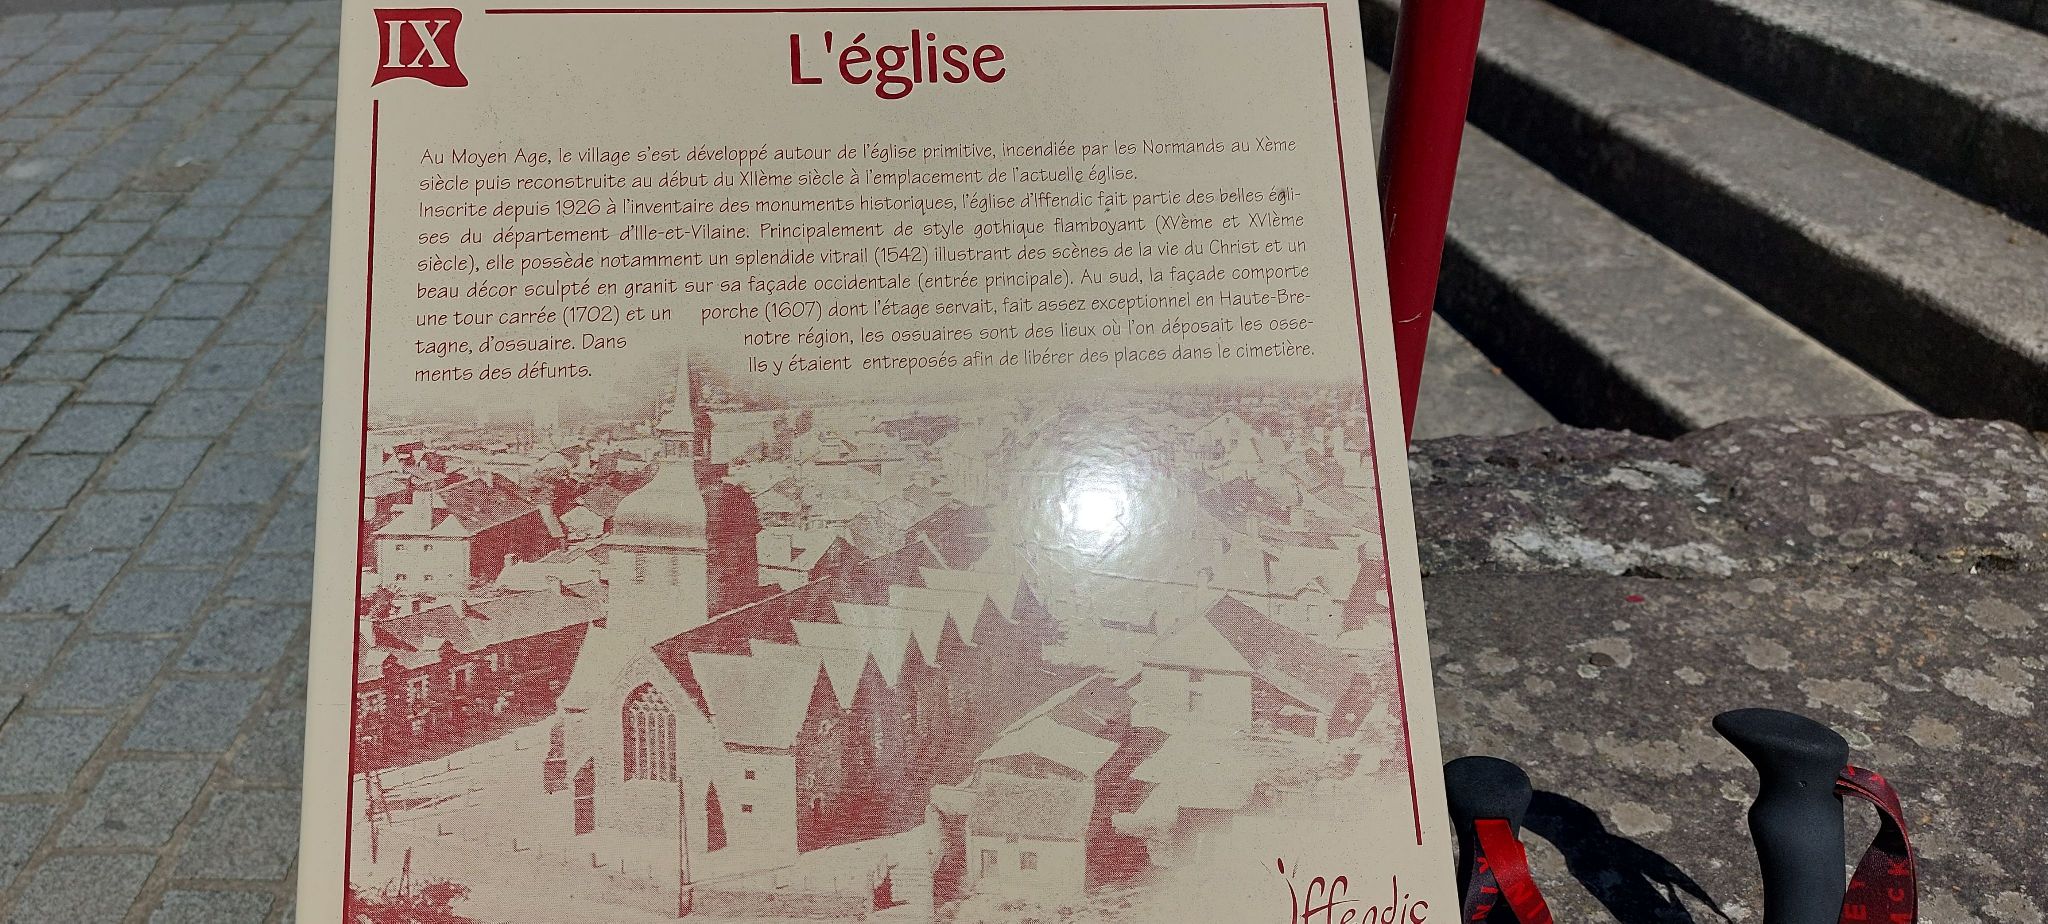 IX
L'église
Au Moyen Age, le village s'est développé autour de l'église primitive, incendiée par les Normands au Xème
siècle puis reconstruite au début du XIIème siècle à l'emplacement de l'actuelle église.
Inscrite depuis 1926 à l'inventaire des monuments historiques, l'église d'Iffendic fait partie des belles égli-
ses du département d'Ille-et-Vilaine. Principalement de style gothique flamboyant (XVème et XVIème
siècle), elle possède notamment un splendide vitrail (1542) illustrant des scènes de la vie du Christ et un
beau décor sculpté en granit sur sa façade occidentale (entrée principale). Au sud, la façade comporte
une tour carrée (1702) et un porche (1607) dont l'étage servait, fait assez exceptionnel en Haute-Bre-
tagne, d'ossuaire. Dans notre région, les ossuaires sont des lieux où l'on déposait les osse-
ments des défunts. Ils y étaient entreposés afin de libérer des places dans le cimetière.
Iffendic